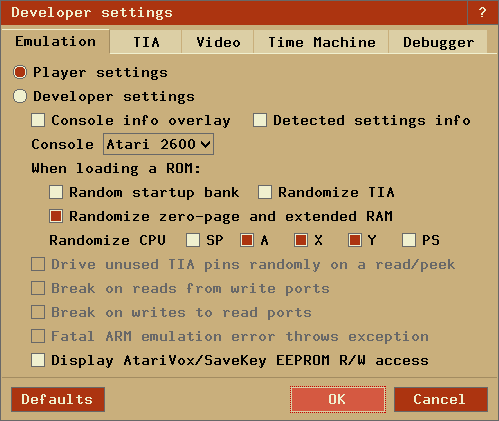 Developer settings ?
Emulation TIA Video Time Machine Debugger
Player settings
Developer settings
Console info overlay Detected settings info
Console Atari 2600
When loading a ROM:
Random startup bank Randomize TIA
Randomize zero-page and extended RAM
Randomize CPU SP A X Y PS
Drive unused TIA pins randomly on a read/peek
Break on reads from write ports
Break on writes to read ports
Fatal ARM emulation error throws exception
Display AtariVox/SaveKey EEPROM R/W access
Defaults OK Cancel